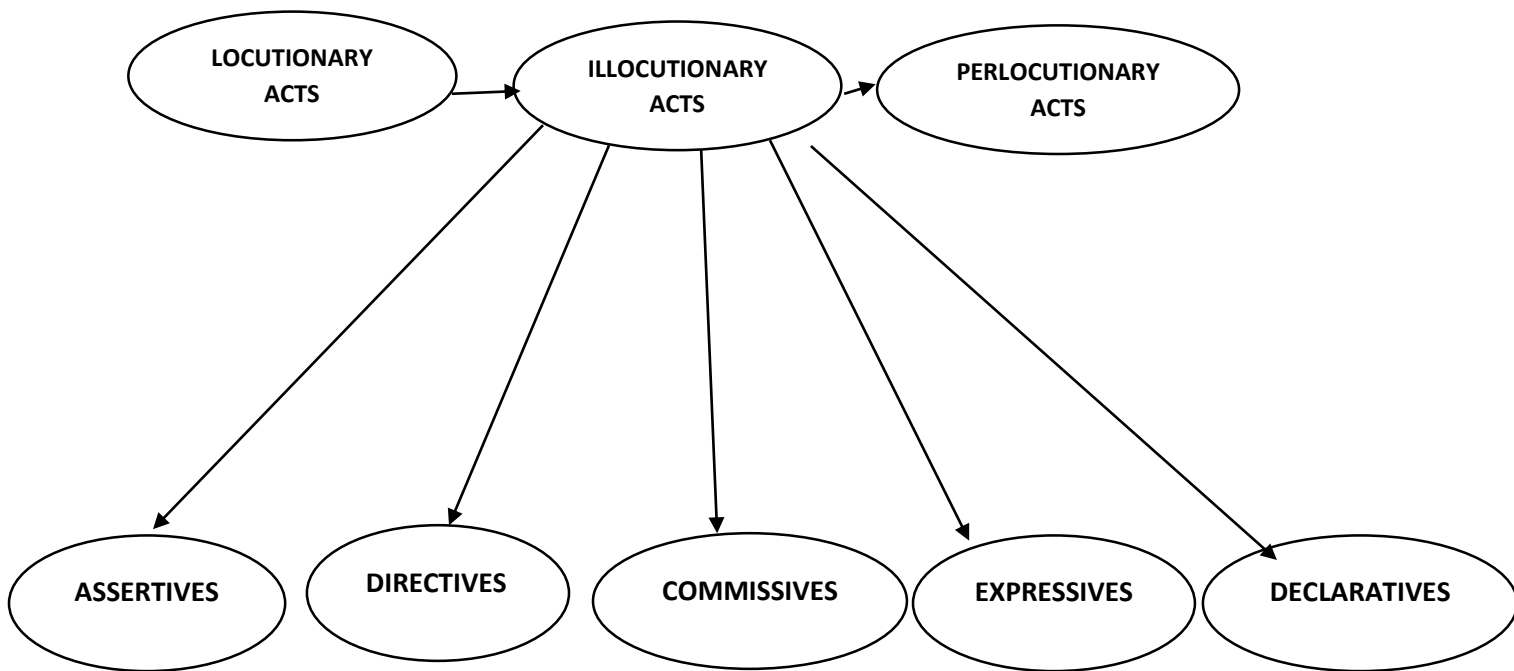 LOCUTIONARY
ACTS
ILLOCUTIONARY
ACTS
PERLOCUTIONARY
ACTS
ASSERTIVES
DIRECTIVES
COMMISSIVES
EXPRESSIVES
DECLARATIVES